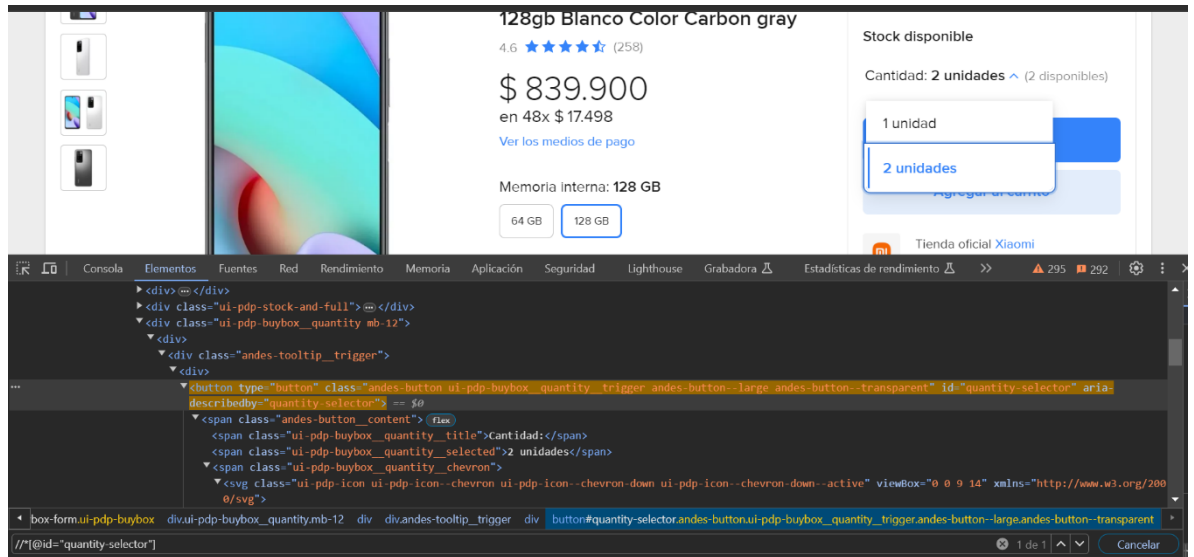 128gb Blanco Color Carbon gray
4.6 (258)
$ 839.900
en 48x $ 17.498
Ver los medios de pago
Memoria interna: 128 GB
64 GB
128 GB
Stock disponible
Cantidad: 2 unidades (2 disponibles)
1 unidad
2 unidades
Agregar al carrito
Tienda oficial Xiaomi
Consola Elementos Fuentes Red Rendimiento Memoria Aplicación Seguridad Lighthouse Grabadora Estadísticas de rendimiento >> 295 292
<div> ⋯ </div>
<div class="ui-pdp-stock-and-full"> ⋯ </div>
<div class="ui-pdp-buybox__quantity mb-12">
<div>
<div class="andes-tooltip__trigger">
<div>
<button type="button" class="andes-button ui-pdp-buybox__quantity__trigger andes-button--large andes-button--transparent" id="quantity-selector" aria-
describedby="quantity-selector"> == $0
<span class="andes-button__content"> flex
<span class="ui-pdp-buybox__quantity__title">Cantidad:</span>
<span class="ui-pdp-buybox__quantity__selected">2 unidades</span>
<span class="ui-pdp-buybox__quantity__chevron">
<svg class="ui-pdp-icon ui-pdp-icon--chevron ui-pdp-icon--chevron-down ui-pdp-icon--chevron-down--active" viewBox="0 0 9 14" xmlns="http://www.w3.org/200
0/svg">
box-form.ui-pdp-buybox div.ui-pdp-buybox__quantity.mb-12 div div.andes-tooltip__trigger div button#quantity-selector.andes-button.ui-pdp-buybox__quantity__trigger.andes-button--large.andes-button--transparent
//*[@id="quantity-selector"] 1 de 1 Cancelar